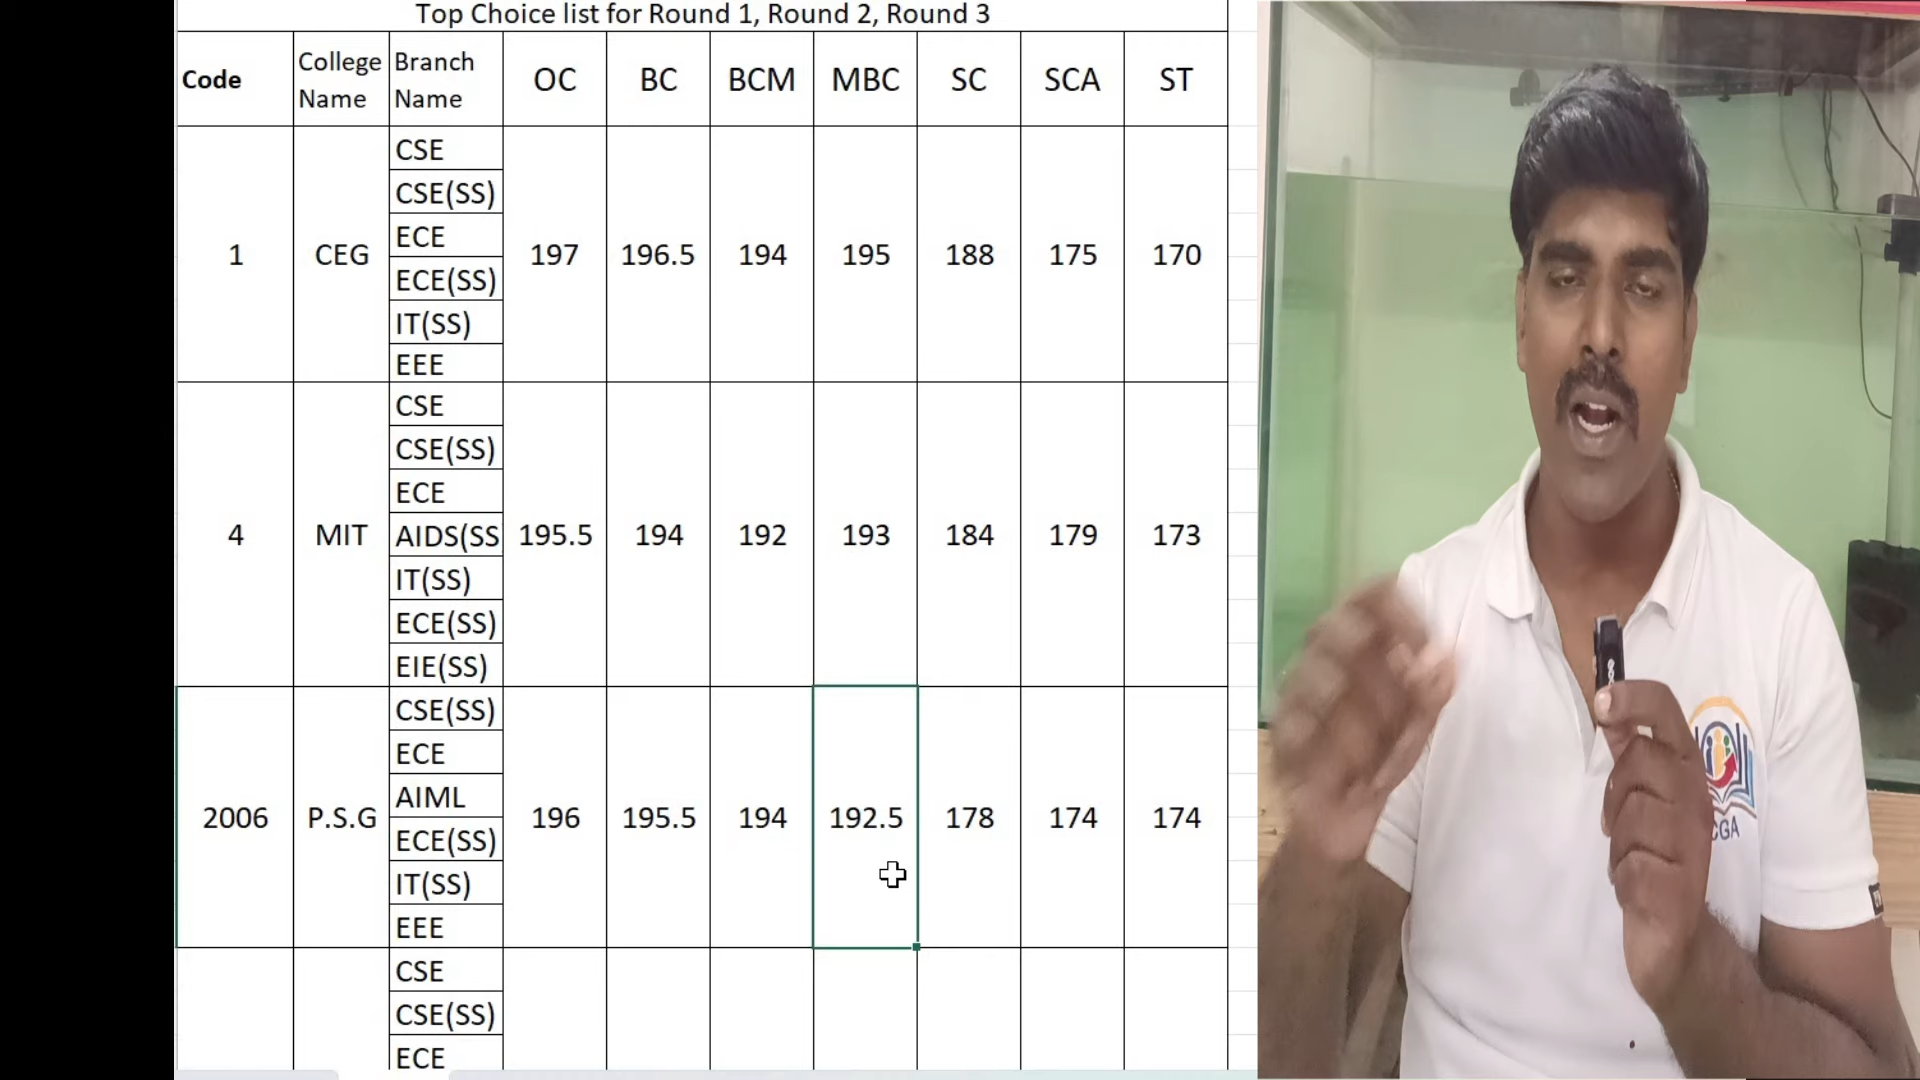 Top Choice list for Round 1, Round 2, Round 3
Code College Name Branch Name OC BC BCM MBC SC SCA ST
1 CEG 197 196.5 194 195 188 175 170
CSE
CSE(SS)
ECE
ECE(SS)
IT(SS)
EEE
4 MIT 195.5 194 192 193 184 179 173
CSE
CSE(SS)
ECE
AIDS(SS
IT(SS)
ECE(SS)
EIE(SS)
2006 P.S.G 196 195.5 194 192.5 178 174 174
CSE(SS)
ECE
AIML
ECE(SS)
IT(SS)
EEE
CSE
CSE(SS)
ECE
CGA